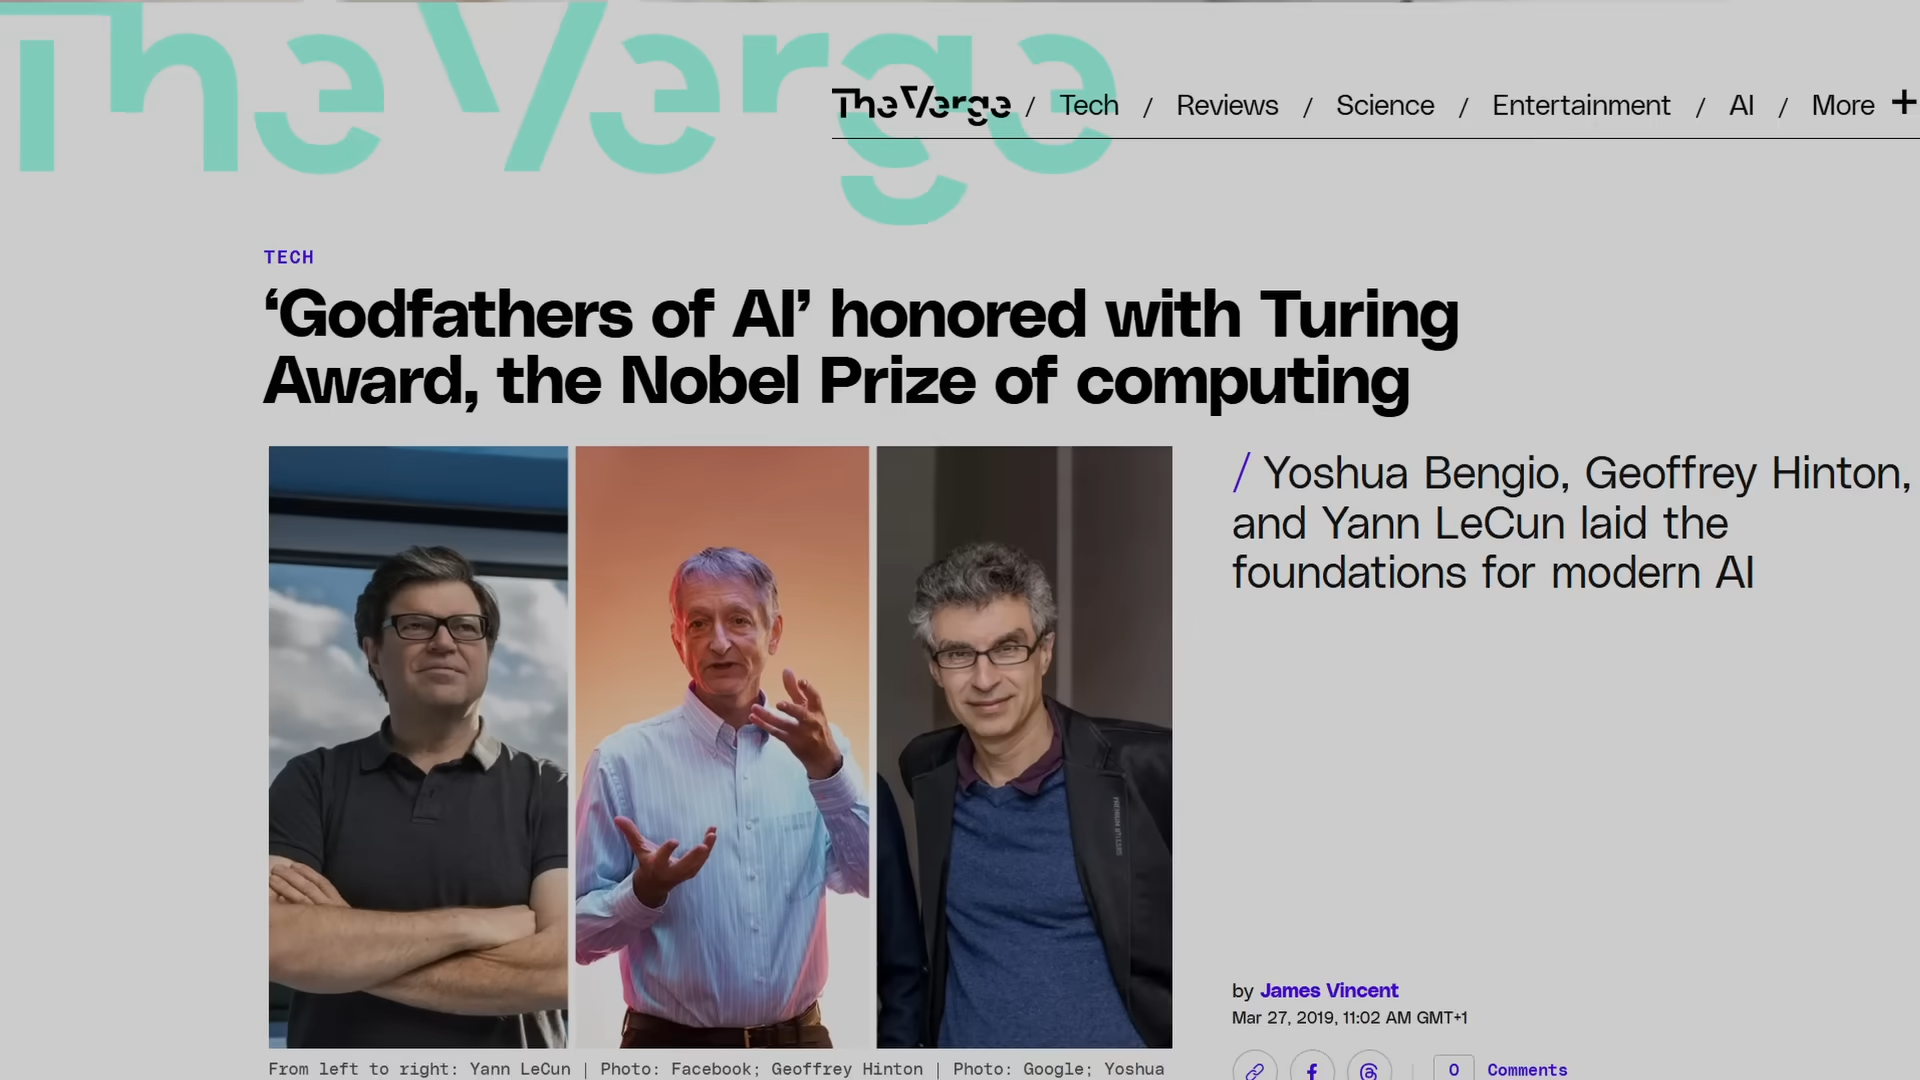 The Verge
The Verge / Tech / Reviews / Science / Entertainment / AI / More +
TECH
‘Godfathers of AI’ honored with Turing
Award, the Nobel Prize of computing
/ Yoshua Bengio, Geoffrey Hinton,
and Yann LeCun laid the
foundations for modern AI
by James Vincent
Mar 27, 2019, 11:02 AM GMT+1
0 Comments
From left to right: Yann LeCun | Photo: Facebook; Geoffrey Hinton | Photo: Google; Yoshua